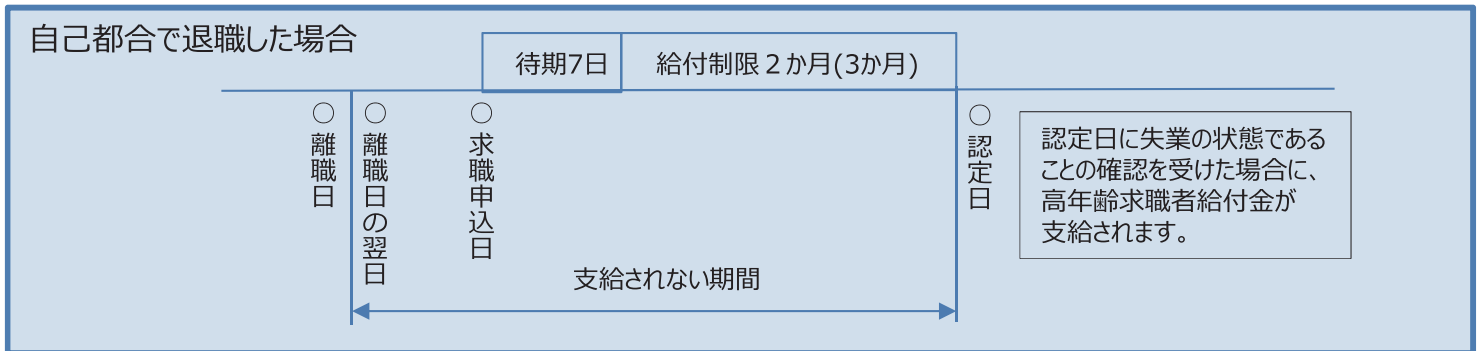 自己都合で退職した場合
待期7日
給付制限２か月(3か月)
○離職日
○離職日の翌日
○求職申込日
○認定日
認定日に失業の状態である
ことの確認を受けた場合に、
高年齢求職者給付金が
支給されます。
支給されない期間